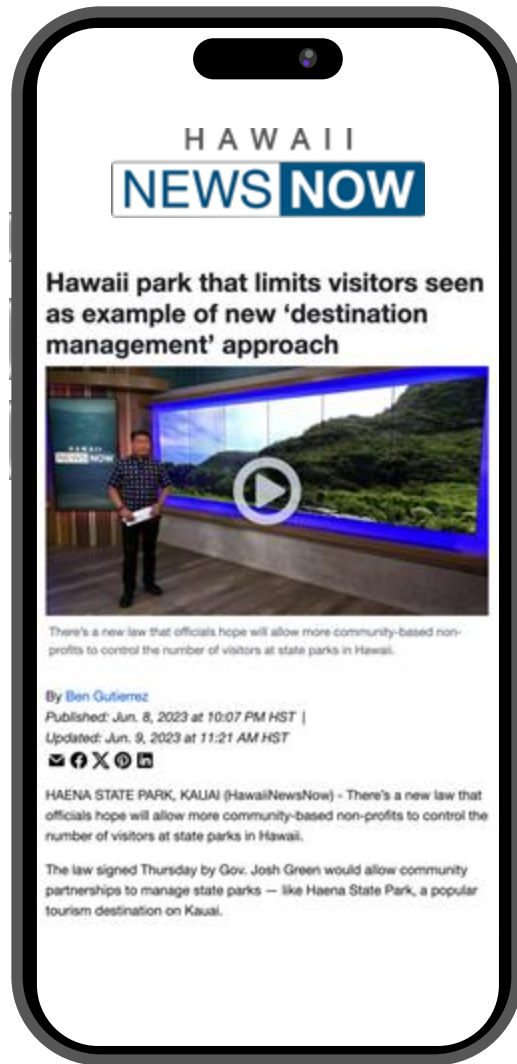 HAWAII
NEWS NOW
Hawaii park that limits visitors seen
as example of new ‘destination
management’ approach
HAWAII
NEWS NOW
There's a new law that officials hope will allow more community-based non-
profits to control the number of visitors at state parks in Hawaii.
By Ben Gutierrez
Published: Jun. 8, 2023 at 10:07 PM HST |
Updated: Jun. 9, 2023 at 11:21 AM HST
HAENA STATE PARK, KAUAI (HawaiiNewsNow) - There's a new law that
officials hope will allow more community-based non-profits to control the
number of visitors at state parks in Hawaii.
The law signed Thursday by Gov. Josh Green would allow community
partnerships to manage state parks — like Haena State Park, a popular
tourism destination on Kauai.